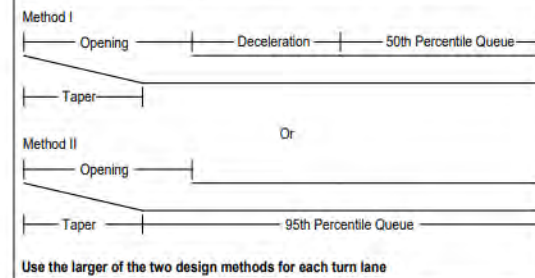 Method I
Opening Deceleration 50th Percentile Queue
Taper
Or
Method II
Opening
Taper 95th Percentile Queue
Use the larger of the two design methods for each turn lane